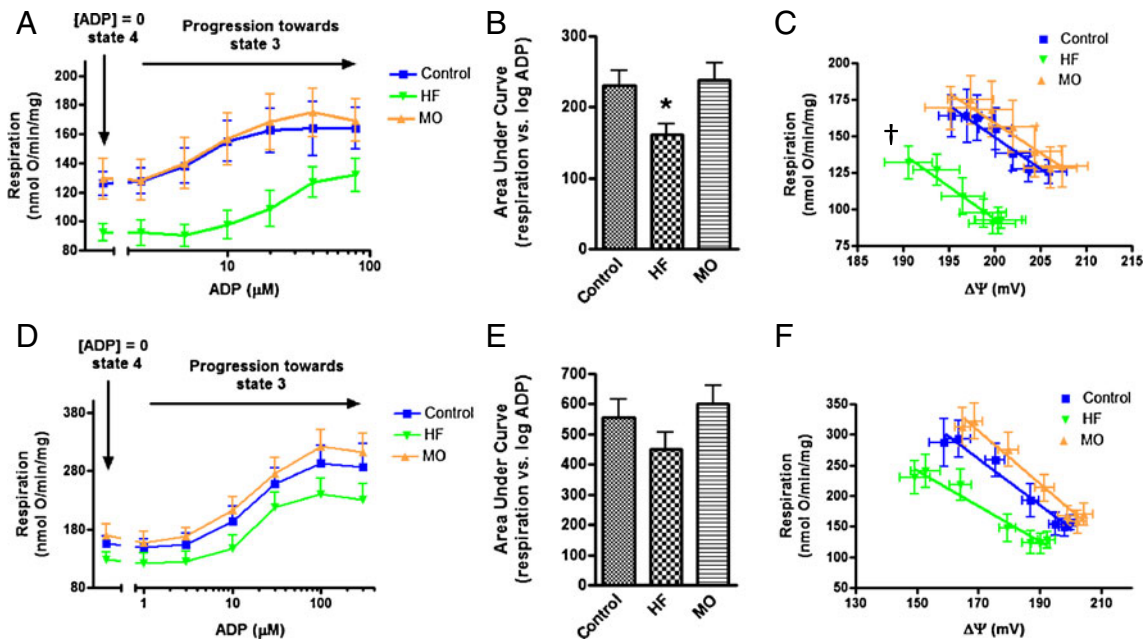 A
[ADP] = 0
state 4
Progression towards
state 3
Control
HF
MO
Respiration
(nmol O/min/mg)
200
180
160
140
120
100
80
10
100
ADP (µM)
B
Area Under Curve
(respiration vs. log ADP)
300
200
100
0
*
Control
HF
MO
C
Control
HF
MO
Respiration
(nmol O/min/mg)
200
175
150
125
100
75
†
185
190
195
200
205
210
215
ΔΨ (mV)
D
[ADP] = 0
state 4
Progression towards
state 3
Control
HF
MO
Respiration
(nmol O/min/mg)
380
280
180
80
1
10
100
ADP (µM)
E
Area Under Curve
(respiration vs. log ADP)
700
600
500
400
300
200
100
0
Control
HF
MO
F
Control
HF
MO
Respiration
(nmol O/min/mg)
400
300
200
100
0
130
150
170
190
210
ΔΨ (mV)